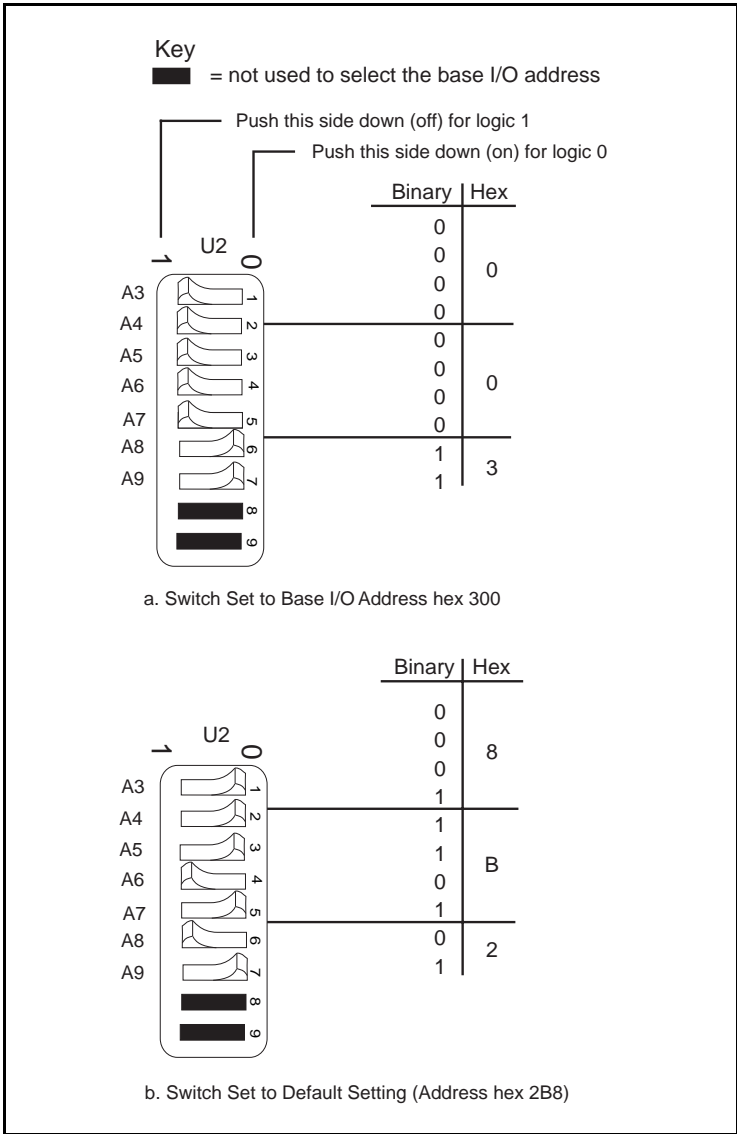 Key
= not used to select the base I/O address
Push this side down (off) for logic 1
Push this side down (on) for logic 0
Binary Hex
0
0
0
0
0
0
0
0
0
0
0
1
1
3
U2
1 0
A3 1
A4 2
A5 3
A6 4
A7 5
A8 6
A9 7
8
9
a. Switch Set to Base I/O Address hex 300
Binary Hex
0
0
0
1
8
1
1
0
1
B
0
1
2
U2
1 0
A3 1
A4 2
A5 3
A6 4
A7 5
A8 6
A9 7
8
9
b. Switch Set to Default Setting (Address hex 2B8)